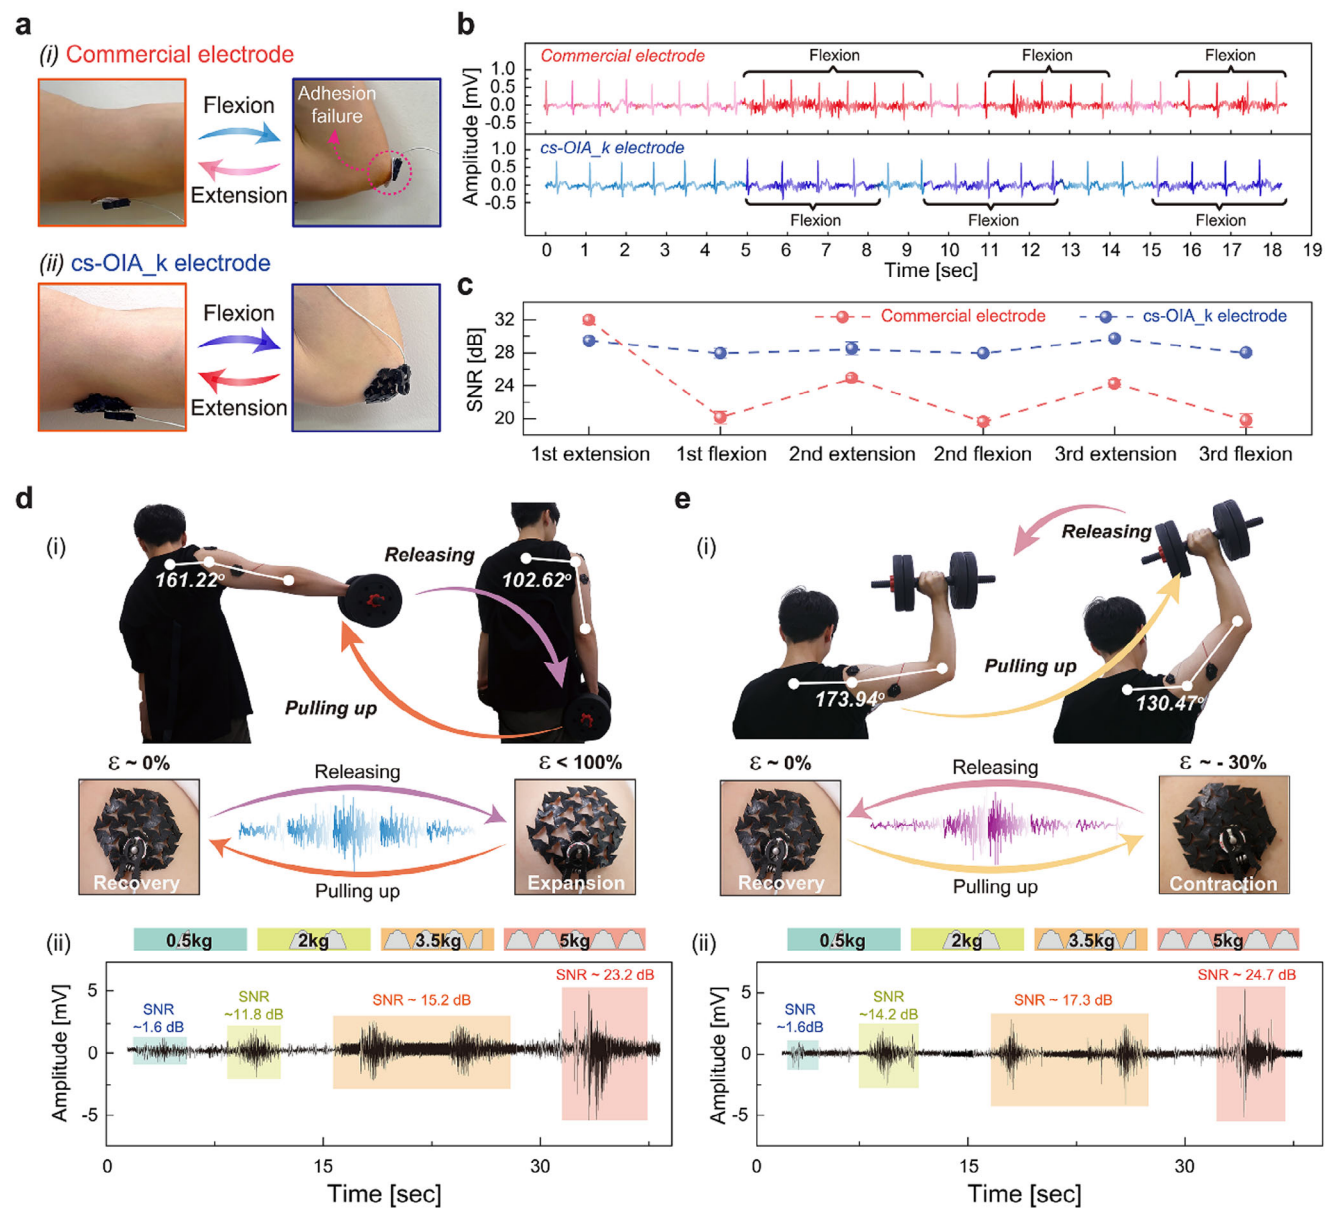 a
(i) Commercial electrode
Flexion
Extension
Adhesion
failure
(ii) cs-OIA_k electrode
Flexion
Extension
b
Commercial electrode
Flexion
Flexion
Flexion
Amplitude [mV]
1.0
0.5
0.0
-0.5
cs-OIA_k electrode
1.0
0.5
0.0
-0.5
Flexion
Flexion
Flexion
0 1 2 3 4 5 6 7 8 9 10 11 12 13 14 15 16 17 18 19
Time [sec]
c
SNR [dB]
32
28
24
20
Commercial electrode
cs-OIA_k electrode
1st extension 1st flexion 2nd extension 2nd flexion 3rd extension 3rd flexion
d
(i)
161.22°
Releasing
102.62°
Pulling up
ε ~ 0%
Recovery
Releasing
Pulling up
ε < 100%
Expansion
(ii)
0.5kg 2kg 3.5kg 5kg
Amplitude [mV]
5
0
-5
SNR
~1.6 dB
SNR
~11.8 dB
SNR ~ 15.2 dB
SNR ~ 23.2 dB
0 15 30
Time [sec]
e
(i)
Releasing
173.94°
Pulling up
130.47°
ε ~ 0%
Recovery
Releasing
Pulling up
ε ~ - 30%
Contraction
(ii)
0.5kg 2kg 3.5kg 5kg
Amplitude [mV]
5
0
-5
SNR
~1.6dB
SNR
~14.2 dB
SNR ~ 17.3 dB
SNR ~ 24.7 dB
0 15 30
Time [sec]